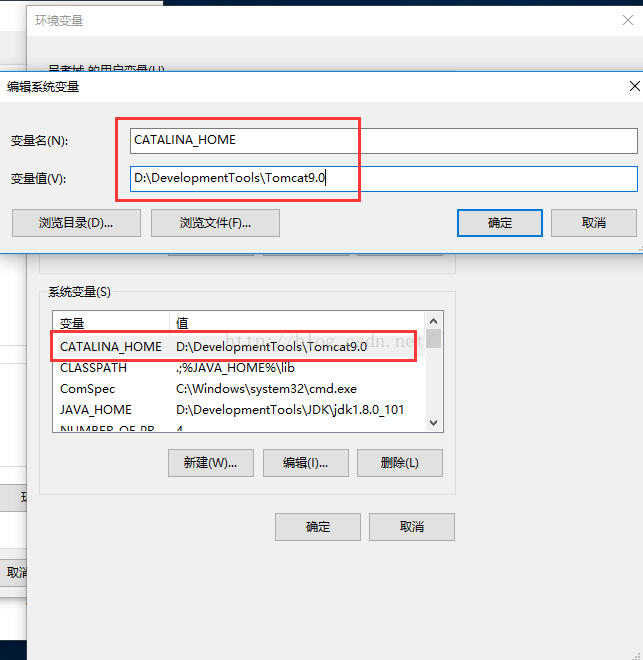 环境变量
的用户变量(U)
编辑系统变量
变量名(N):
CATALINA_HOME
变量值(V):
D:\DevelopmentTools\Tomcat9.0
浏览目录(D)...
浏览文件(F)...
确定
取消
系统变量(S)
变量
值
http://blog.csdn.net/
CATALINA_HOME
D:\DevelopmentTools\Tomcat9.0
CLASSPATH
.;%JAVA_HOME%\lib
ComSpec
C:\Windows\system32\cmd.exe
JAVA_HOME
D:\DevelopmentTools\JDK\jdk1.8.0_101
NUMBER_OF_PR
4
新建(W)...
编辑(I)...
删除(L)
确定
取消
环
取消